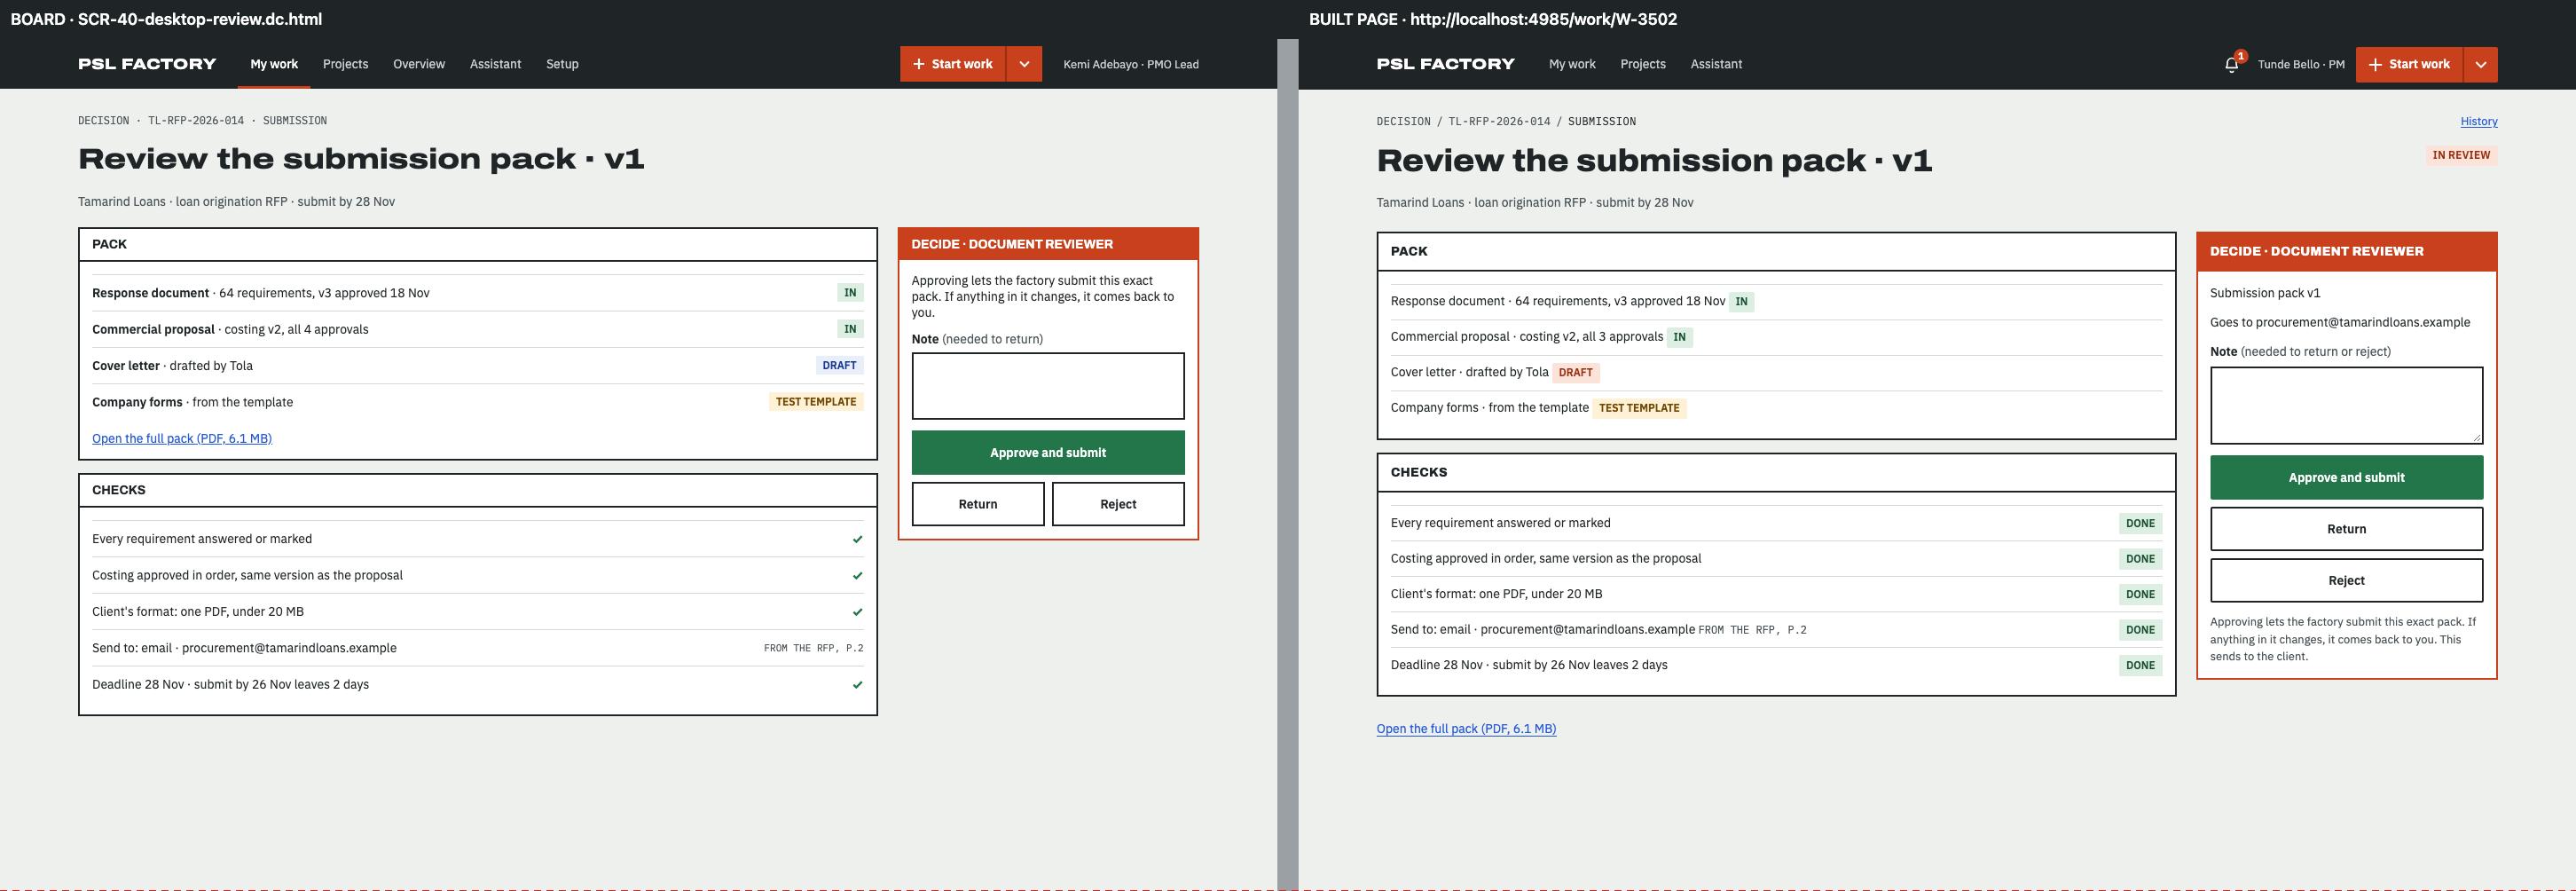 BOARD · SCR-40-desktop-review.dc.html
PSL FACTORY My work Projects Overview Assistant Setup + Start work Kemi Adebayo · PMO Lead
DECISION · TL-RFP-2026-014 · SUBMISSION
Review the submission pack · v1
Tamarind Loans · loan origination RFP · submit by 28 Nov
PACK
Response document · 64 requirements, v3 approved 18 Nov IN
Commercial proposal · costing v2, all 4 approvals IN
Cover letter · drafted by Tola DRAFT
Company forms · from the template TEST TEMPLATE
Open the full pack (PDF, 6.1 MB)
CHECKS
Every requirement answered or marked
Costing approved in order, same version as the proposal
Client's format: one PDF, under 20 MB
Send to: email · procurement@tamarindloans.example FROM THE RFP, P.2
Deadline 28 Nov · submit by 26 Nov leaves 2 days
DECIDE · DOCUMENT REVIEWER
Approving lets the factory submit this exact
pack. If anything in it changes, it comes back to
you.
Note (needed to return)
Approve and submit
Return Reject
BUILT PAGE · http://localhost:4985/work/W-3502
PSL FACTORY My work Projects Assistant 1 Tunde Bello · PM + Start work
DECISION / TL-RFP-2026-014 / SUBMISSION History
Review the submission pack · v1 IN REVIEW
Tamarind Loans · loan origination RFP · submit by 28 Nov
PACK
Response document · 64 requirements, v3 approved 18 Nov IN
Commercial proposal · costing v2, all 3 approvals IN
Cover letter · drafted by Tola DRAFT
Company forms · from the template TEST TEMPLATE
CHECKS
Every requirement answered or marked DONE
Costing approved in order, same version as the proposal DONE
Client's format: one PDF, under 20 MB DONE
Send to: email · procurement@tamarindloans.example FROM THE RFP, P.2 DONE
Deadline 28 Nov · submit by 26 Nov leaves 2 days DONE
Open the full pack (PDF, 6.1 MB)
DECIDE · DOCUMENT REVIEWER
Submission pack v1
Goes to procurement@tamarindloans.example
Note (needed to return or reject)
Approve and submit
Return
Reject
Approving lets the factory submit this exact pack. If
anything in it changes, it comes back to you. This
sends to the client.